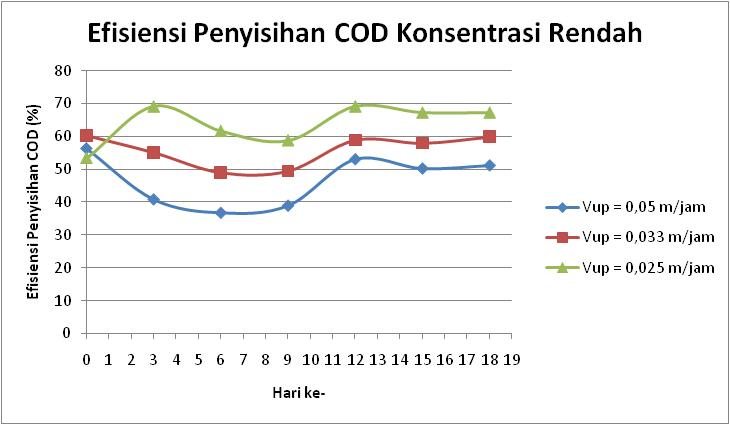 Efisiensi Penyisihan COD Konsentrasi Rendah
80
70
60
50
40
30
20
10
0
Efisiensi Penyisihan COD (%)
0 1 2 3 4 5 6 7 8 9 10 11 12 13 14 15 16 17 18 19
Hari ke-
Vup = 0,05 m/jam
Vup = 0,033 m/jam
Vup = 0,025 m/jam